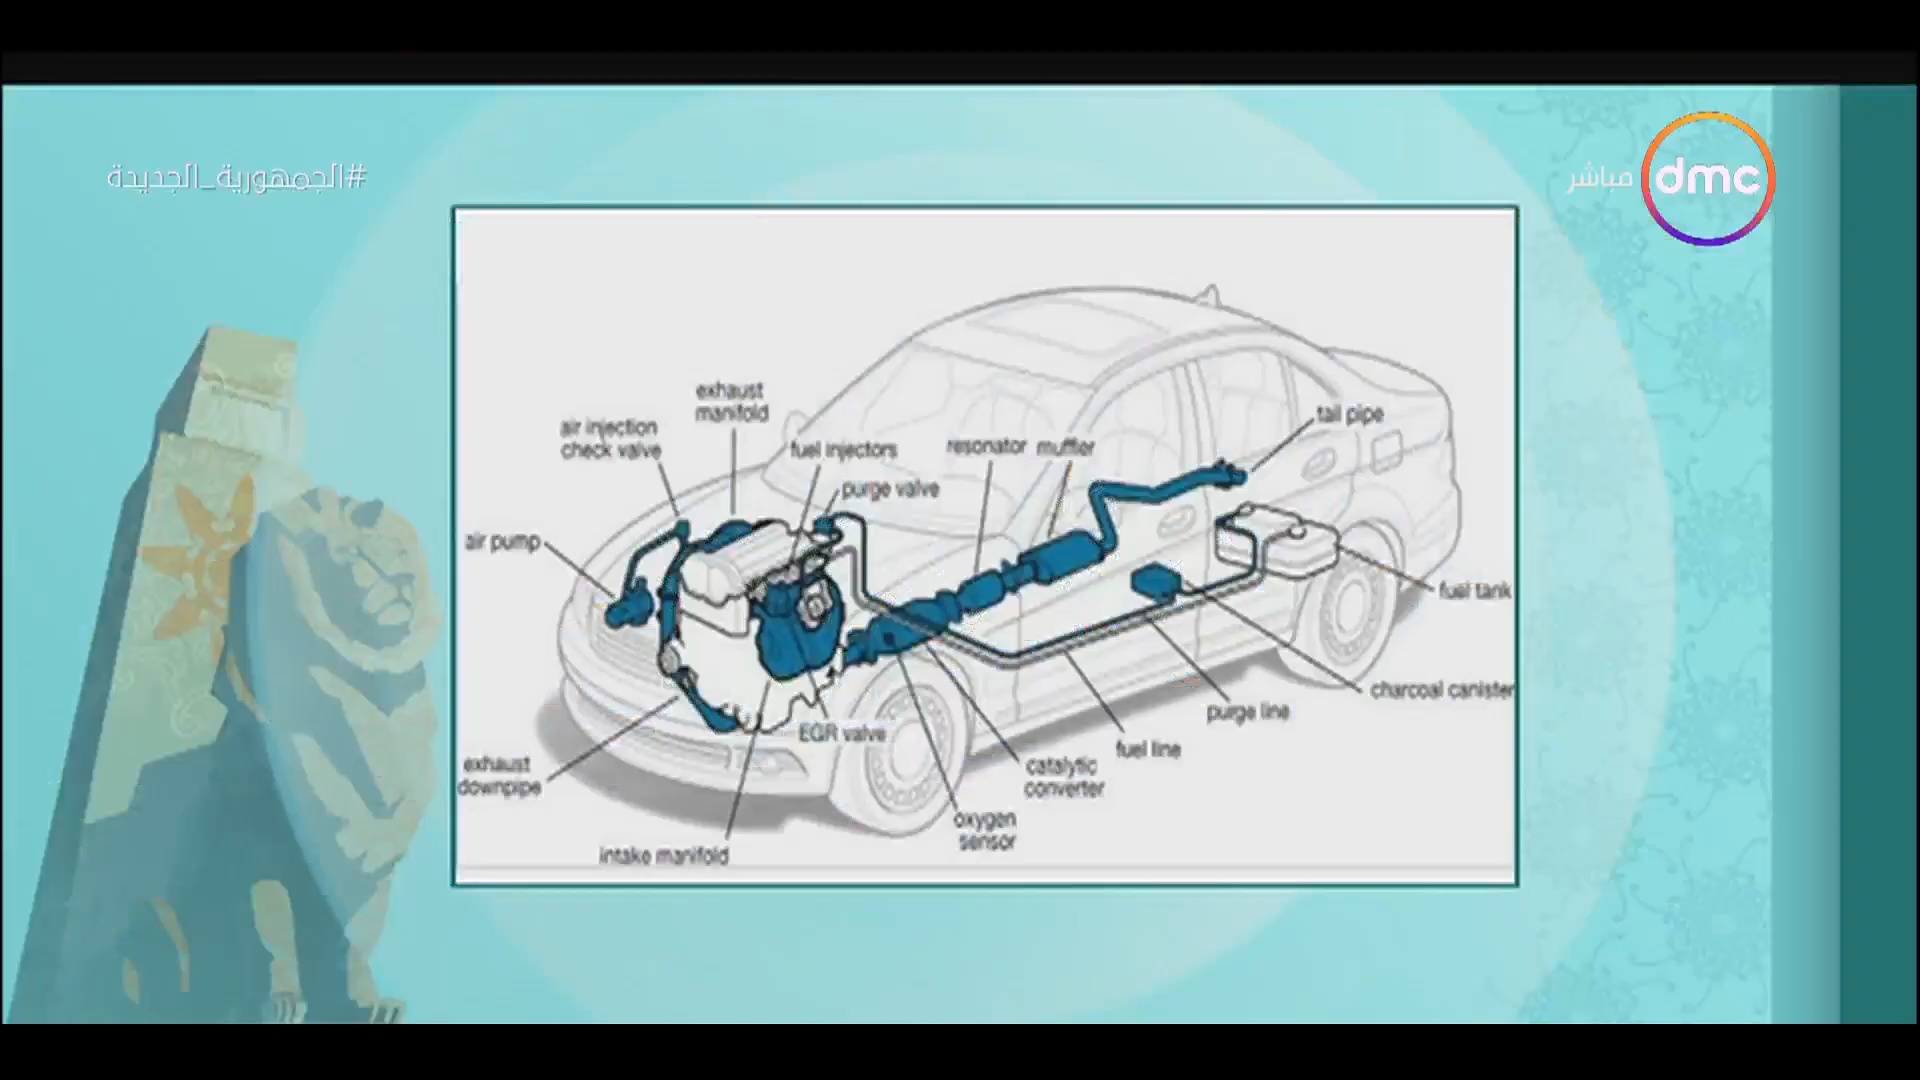 #الجمهورية_الجديدة
مباشر
dmc
exhaust
manifold
air injection
check valve
fuel injectors
resonator
muffler
tail pipe
purge valve
air pump
fuel tank
charcoal canister
purge line
EGR valve
fuel line
exhaust
downpipe
catalytic
converter
oxygen
sensor
intake manifold